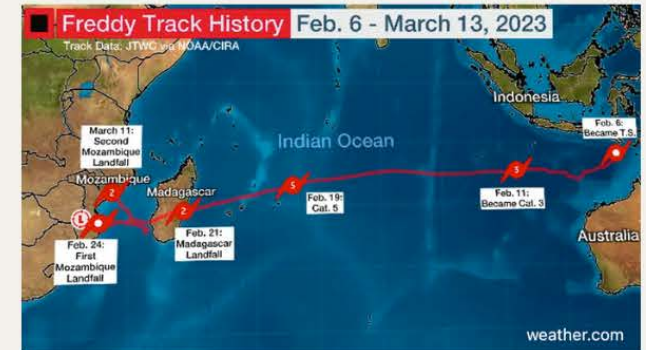 Freddy Track History Feb. 6 - March 13, 2023
Track Data: JTWC via NOAA/CIRA
Indonesia
Feb. 6:
Became T.S.
March 11:
Second
Mozambique
Landfall
Indian Ocean
3
Mozambique
2
Madagascar
5
Feb. 19:
Cat. 5
Feb. 11:
Became Cat. 3
2
L
Feb. 21:
Madagascar
Landfall
Feb. 24:
First
Mozambique
Landfall
Australia
weather.com